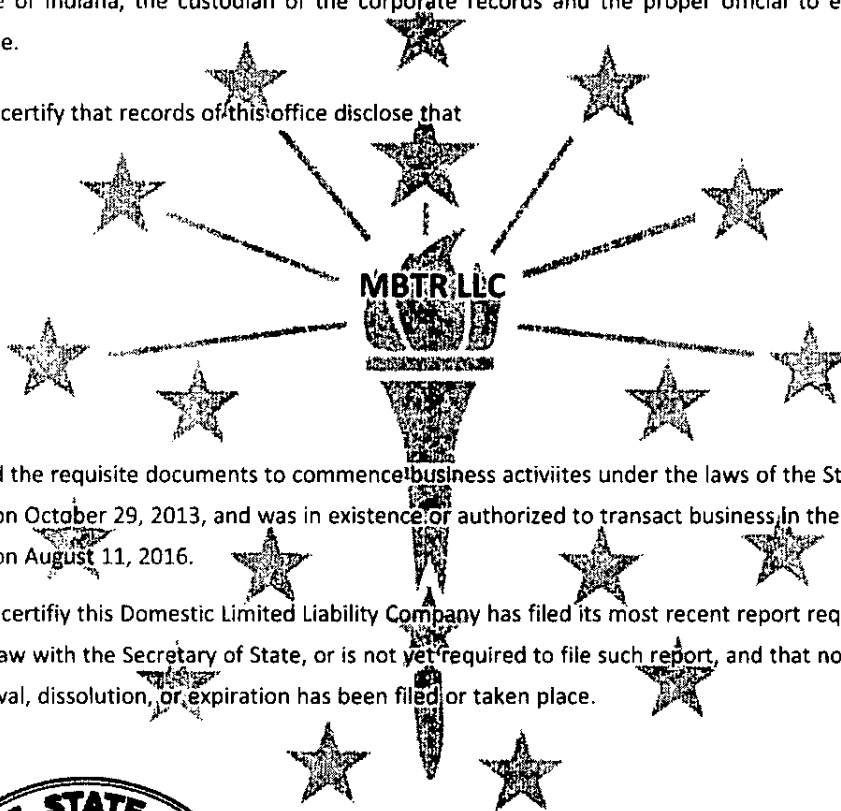 e of Indiana, the custodian of the corporate records and the proper official to e
e.
certify that records of this office disclose that
MBTR LLC
d the requisite documents to commence business activiites under the laws of the St
on October 29, 2013, and was in existence or authorized to transact business in the
on August 11, 2016.
certifiy this Domestic Limited Liability Company has filed its most recent report req
aw with the Secretary of State, or is not yet required to file such report, and that no
val, dissolution, or expiration has been filed or taken place.
STATE